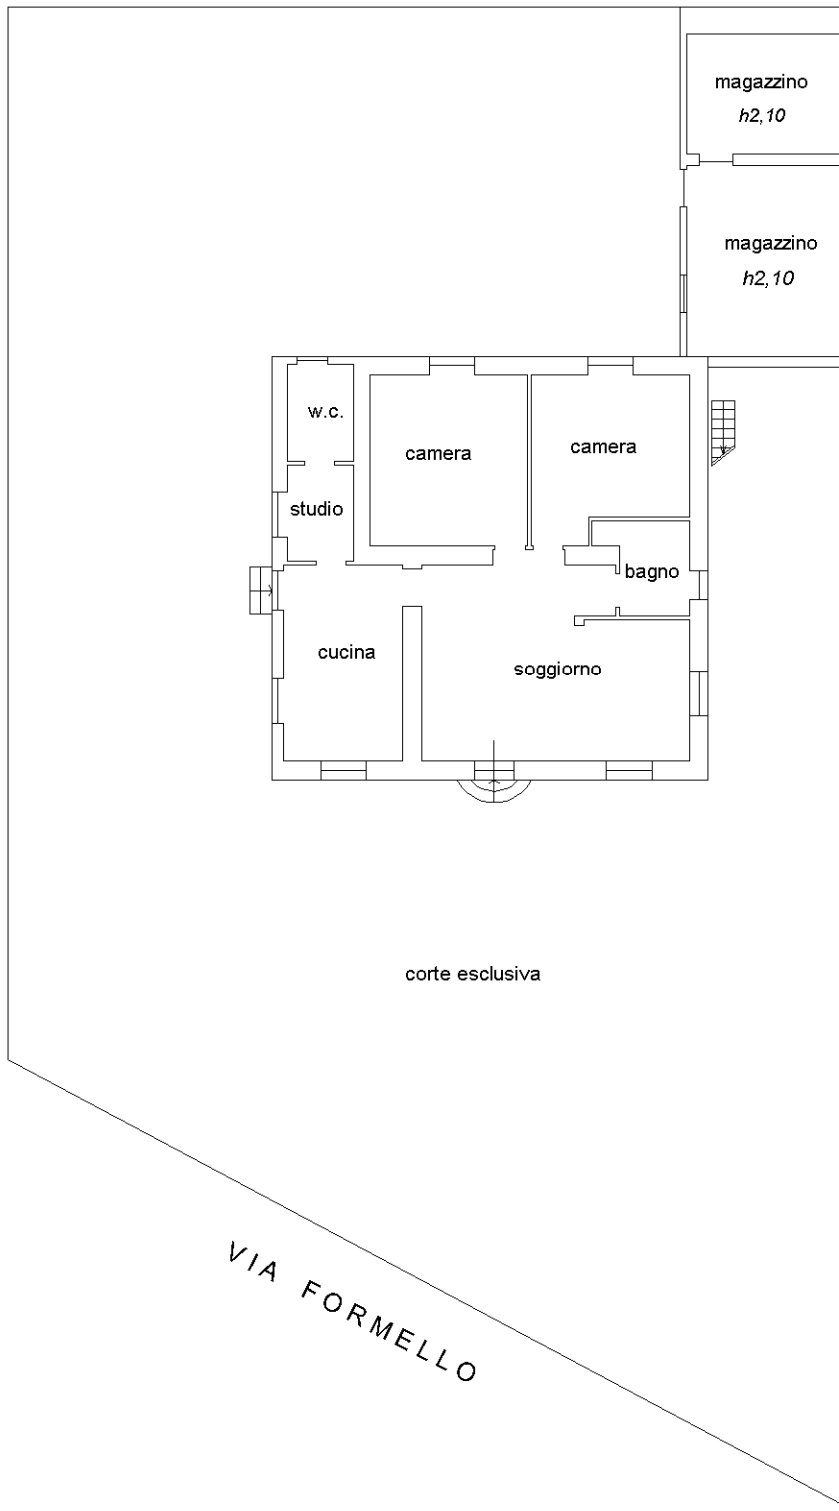 magazzino
h2,10
magazzino
h2,10
w.c.
camera
camera
studio
bagno
cucina
soggiorno
corte esclusiva
VIA FORMELLO